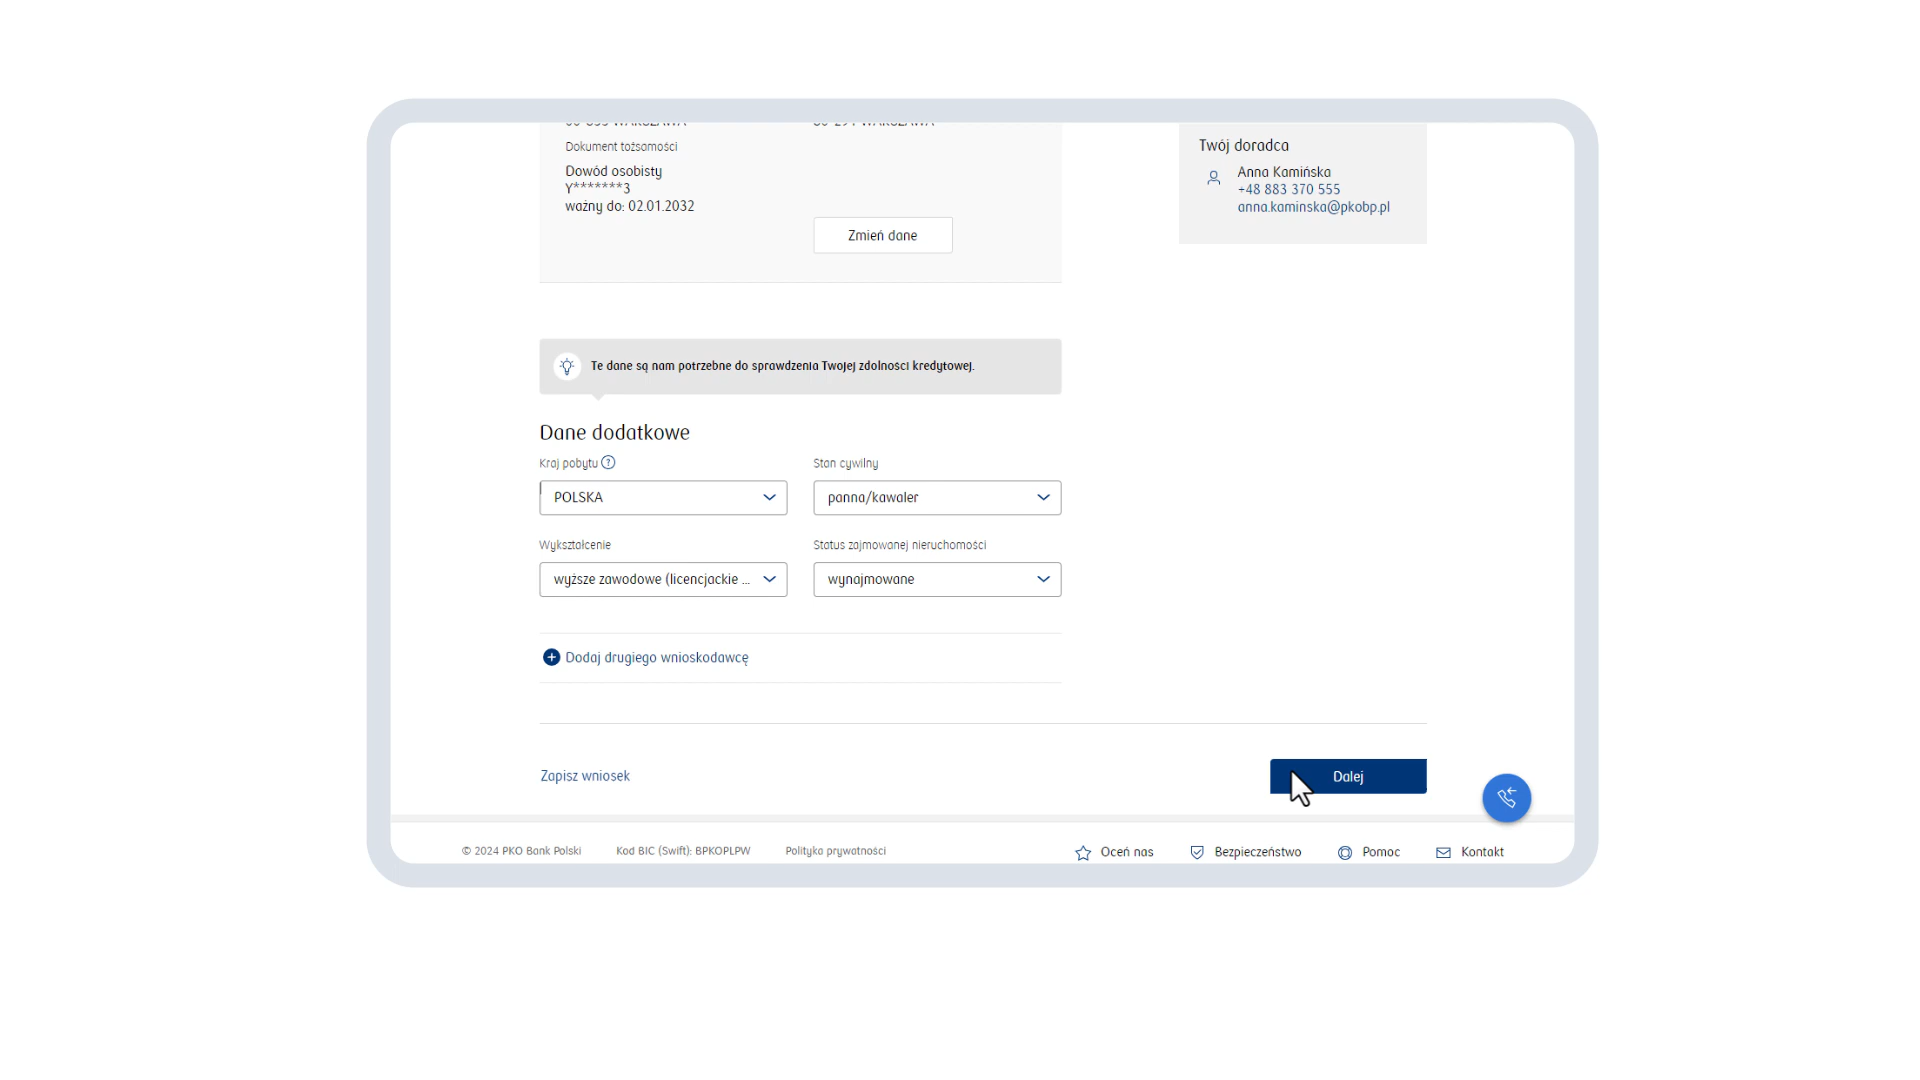 Dokument tożsamości
Dowód osobisty
Y*******3
ważny do: 02.01.2032
Zmień dane
Twój doradca
Anna Kamińska
+48 883 370 555
anna.kaminska@pkobp.pl
Te dane są nam potrzebne do sprawdzenia Twojej zdolności kredytowej.
Dane dodatkowe
Kraj pobytu ?
POLSKA
Stan cywilny
panna/kawaler
Wykształcenie
wyższe zawodowe (licencjackie ...
Status zajmowanej nieruchomości
wynajmowane
Dodaj drugiego wnioskodawcę
Zapisz wniosek
Dalej
© 2024 PKO Bank Polski
Kod BIC (Swift): BPKOPLPW
Polityka prywatności
Oceń nas
Bezpieczeństwo
Pomoc
Kontakt